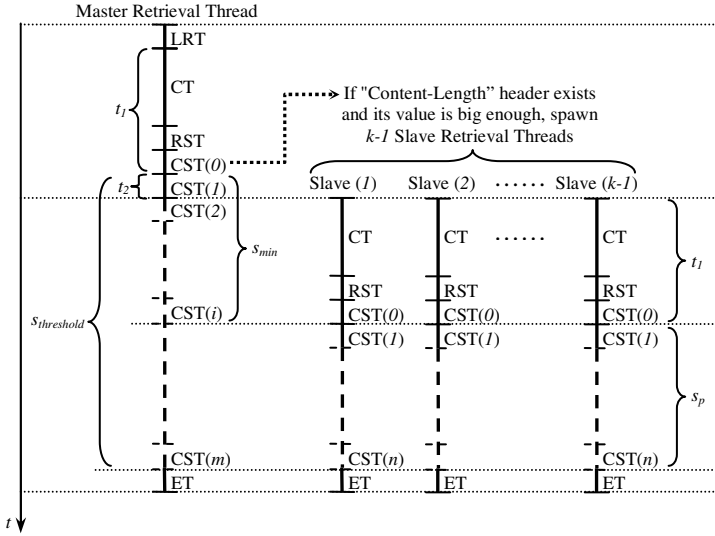 Master Retrieval Thread
LRT
CT
t1
RST
CST(0)
If "Content-Length” header exists
and its value is big enough, spawn
k-1 Slave Retrieval Threads
t2
CST(1)
Slave (1) Slave (2) ...... Slave (k-1)
CST(2)
CT CT ...... CT
smin
t1
RST RST RST
CST(i) CST(0) CST(0) CST(0)
sthreshold
CST(1) CST(1) CST(1)
sp
CST(m) CST(n) CST(n)
ET ET ET ET
t